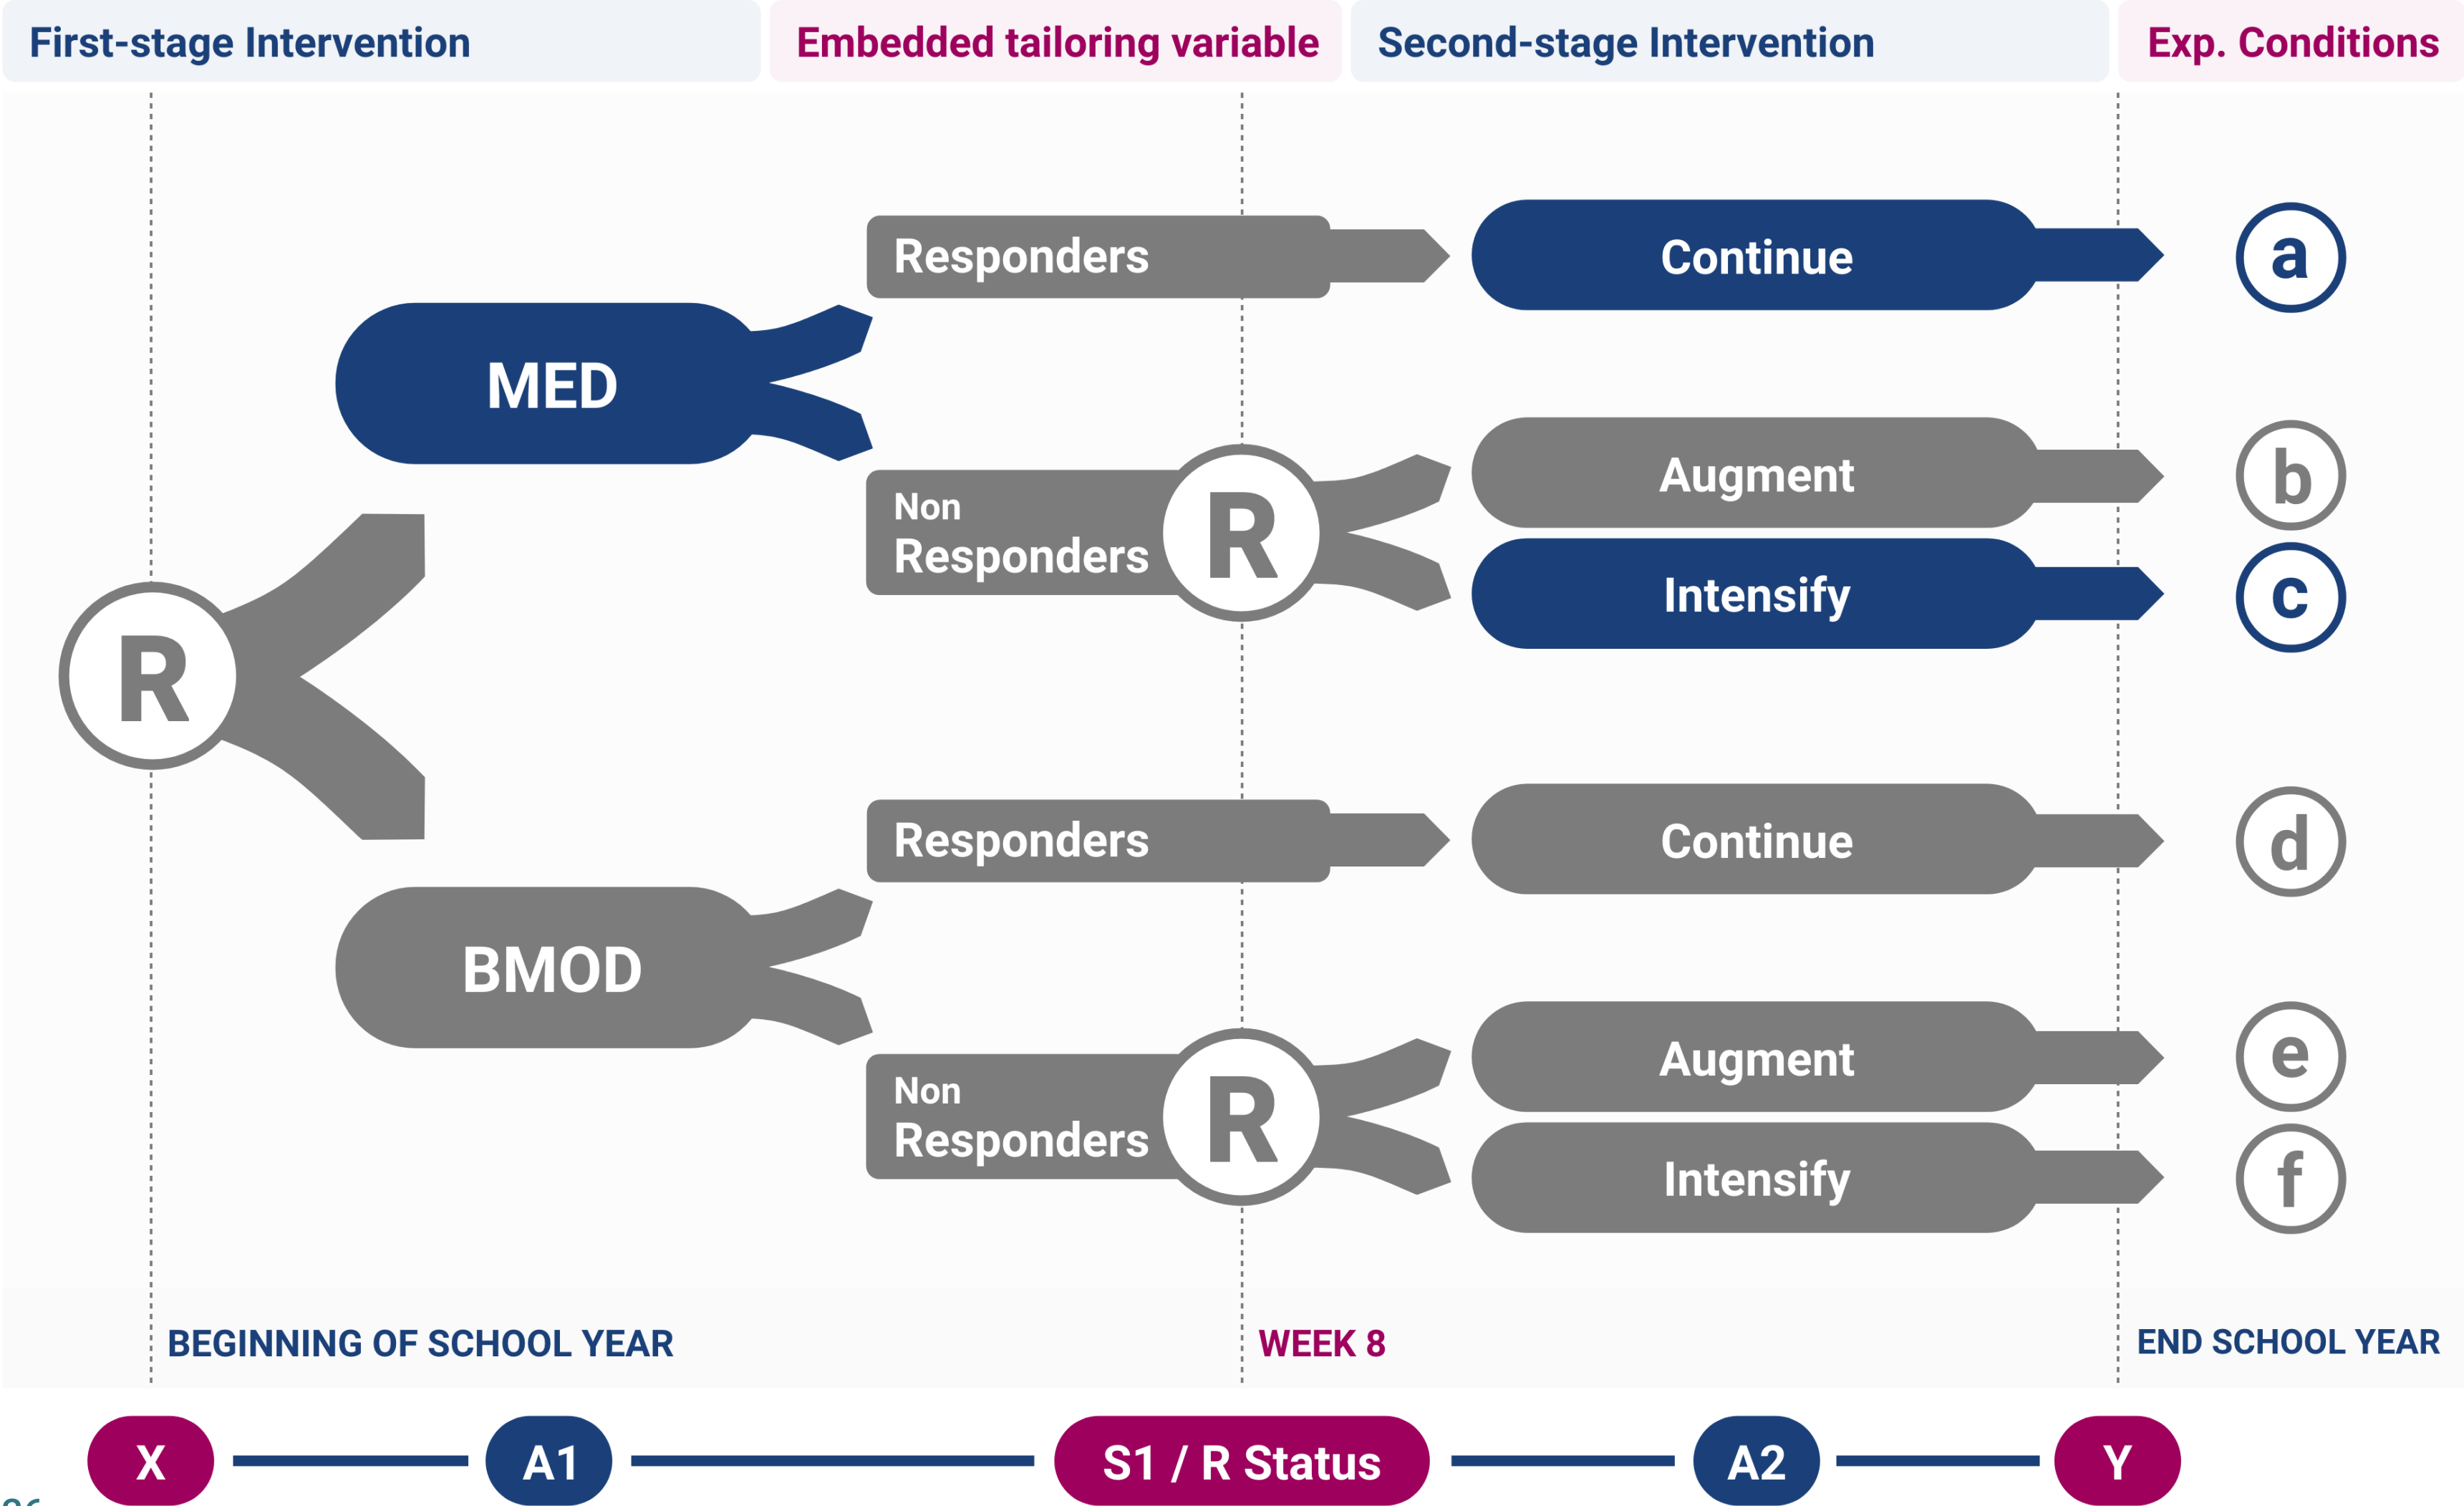 First-stage Intervention
Embedded tailoring variable
Second-stage Intervention
Exp. Conditions
Responders
Continue
a
MED
Augment
b
Non
Responders
R
Intensify
c
R
Responders
Continue
d
BMOD
Augment
e
Non
Responders
R
Intensify
f
BEGINNING OF SCHOOL YEAR
WEEK 8
END SCHOOL YEAR
X
A1
S1 / R Status
A2
Y